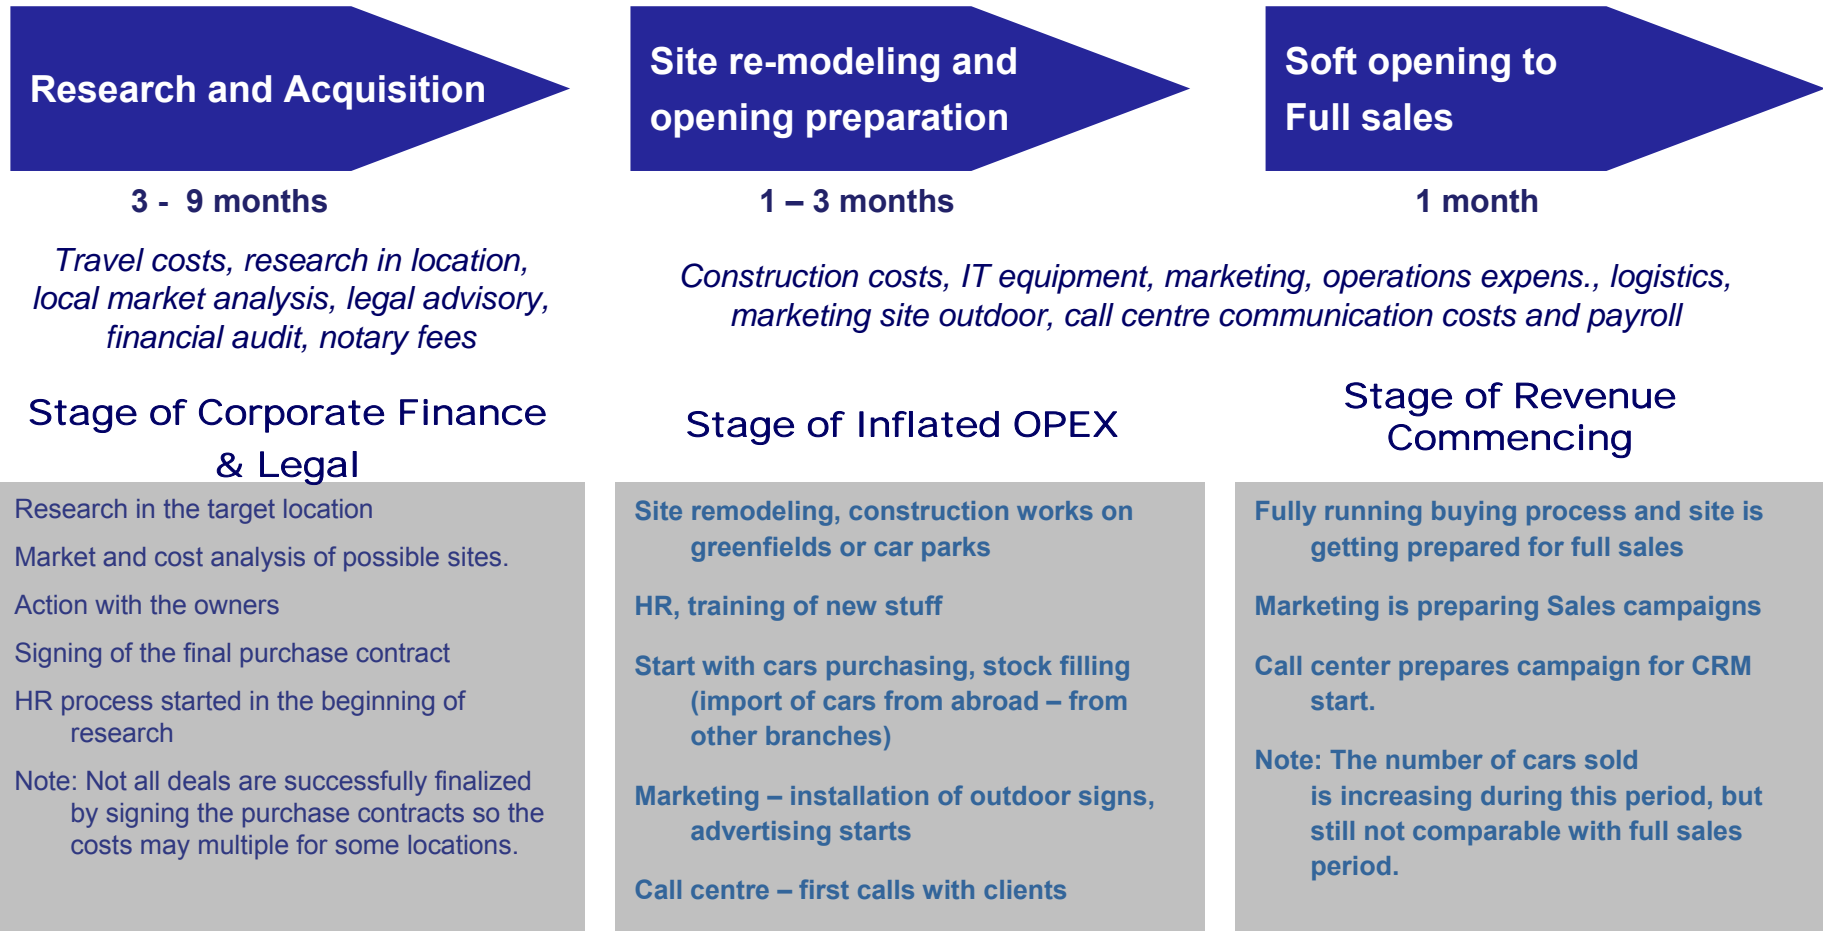 Research and Acquisition
Site re-modeling and
opening preparation
Soft opening to
Full sales
3 - 9 months
1 – 3 months
1 month
Travel costs, research in location,
local market analysis, legal advisory,
financial audit, notary fees
Construction costs, IT equipment, marketing, operations expens., logistics,
marketing site outdoor, call centre communication costs and payroll
Stage of Corporate Finance
& Legal
Stage of Inflated OPEX
Stage of Revenue
Commencing
Research in the target location
Market and cost analysis of possible sites.
Action with the owners
Signing of the final purchase contract
HR process started in the beginning of
research
Note: Not all deals are successfully finalized
by signing the purchase contracts so the
costs may multiple for some locations.
Site remodeling, construction works on
greenfields or car parks
HR, training of new stuff
Start with cars purchasing, stock filling
(import of cars from abroad – from
other branches)
Marketing – installation of outdoor signs,
advertising starts
Call centre – first calls with clients
Fully running buying process and site is
getting prepared for full sales
Marketing is preparing Sales campaigns
Call center prepares campaign for CRM
start.
Note: The number of cars sold
is increasing during this period, but
still not comparable with full sales
period.